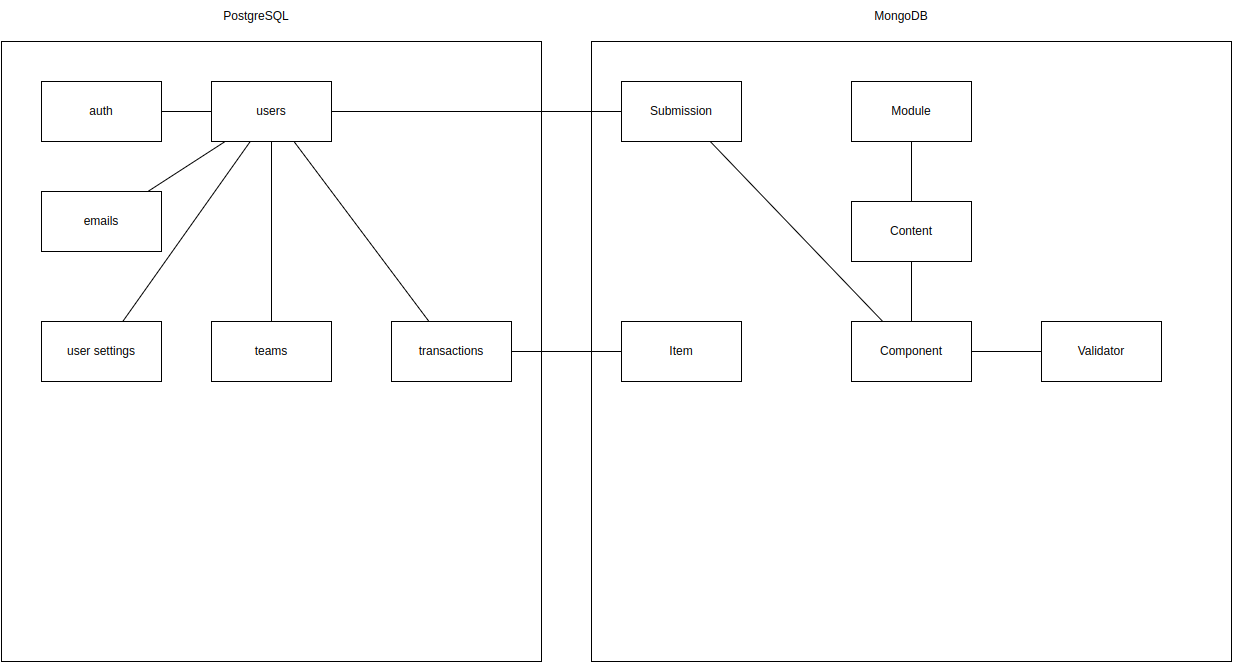 PostgreSQL
MongoDB
auth
users
Submission
Module
emails
Content
user settings
teams
transactions
Item
Component
Validator